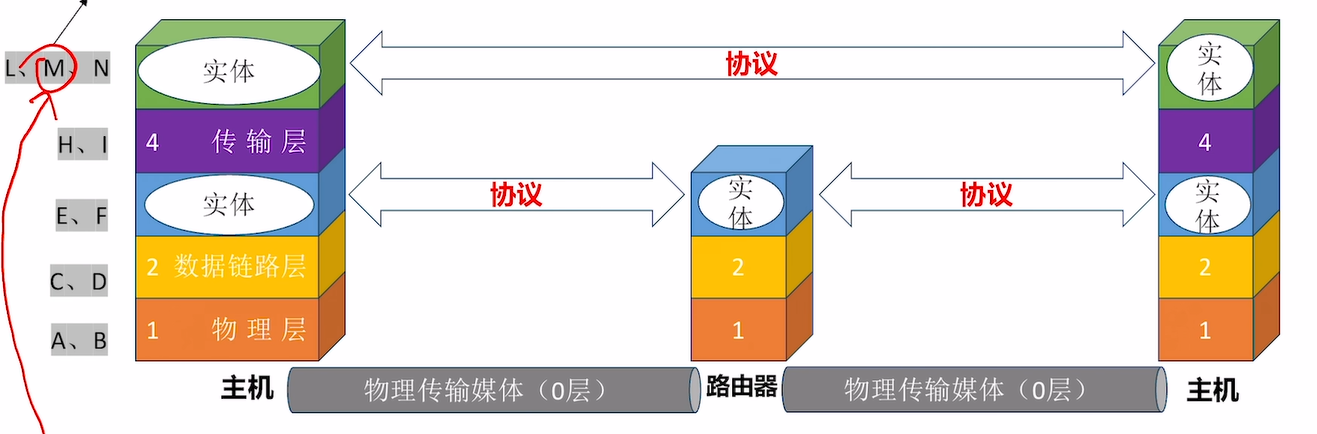 L、M、N
实体
协议
实体
H、I
4 传输层
4
E、F
实体
协议
实体
协议
实体
C、D
2 数据链路层
2
2
A、B
1 物理层
1
1
主机
物理传输媒体（0层）
路由器
物理传输媒体（0层）
主机